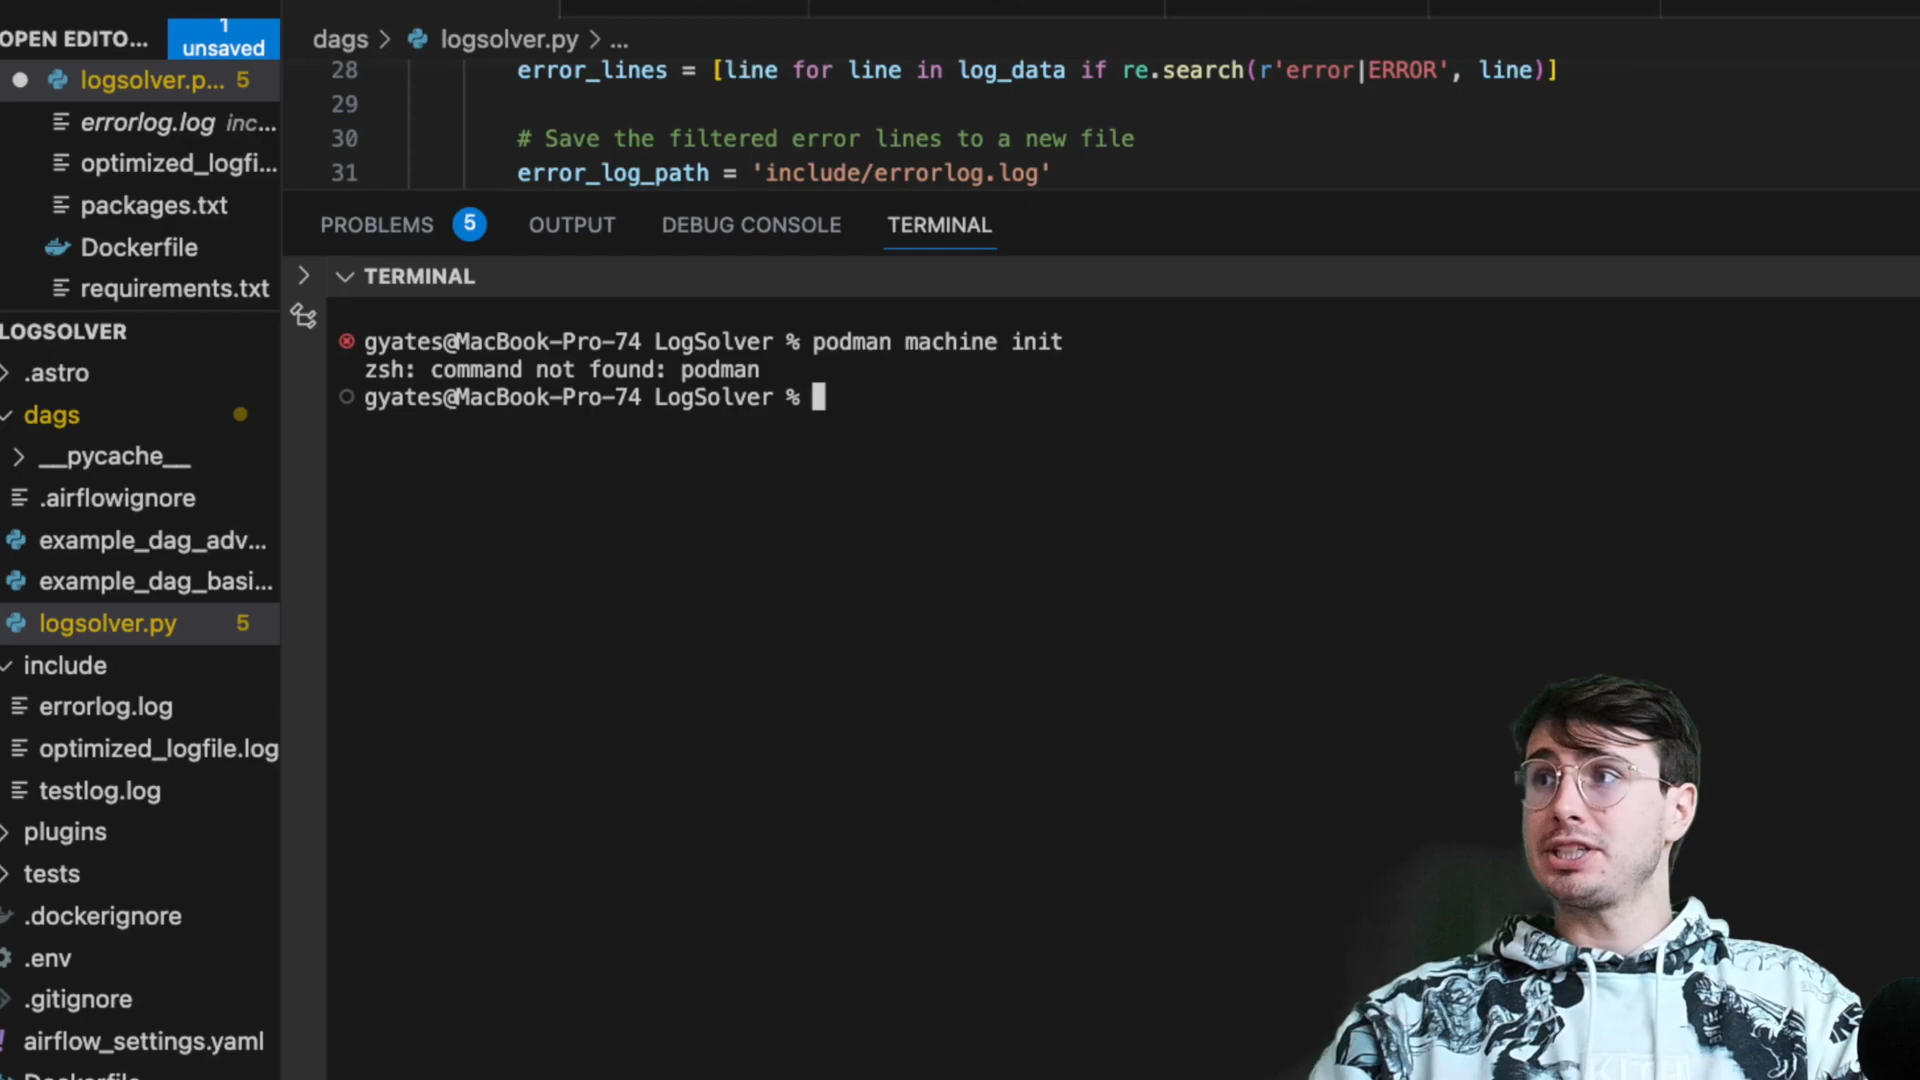 OPEN EDITO...
1
unsaved
logsolver.p... 5
errorlog.log inc...
optimized_logfi...
packages.txt
Dockerfile
requirements.txt
LOGSOLVER
.astro
dags
__pycache__
.airflowignore
example_dag_adv...
example_dag_basi...
logsolver.py 5
include
errorlog.log
optimized_logfile.log
testlog.log
plugins
tests
.dockerignore
.env
.gitignore
airflow_settings.yaml
Dockerfile
dags > logsolver.py > ...
28 error_lines = [line for line in log_data if re.search(r'error|ERROR', line)]
29
30 # Save the filtered error lines to a new file
31 error_log_path = 'include/errorlog.log'
PROBLEMS 5 OUTPUT DEBUG CONSOLE TERMINAL
TERMINAL
gyates@MacBook-Pro-74 LogSolver % podman machine init
zsh: command not found: podman
gyates@MacBook-Pro-74 LogSolver %
KITH